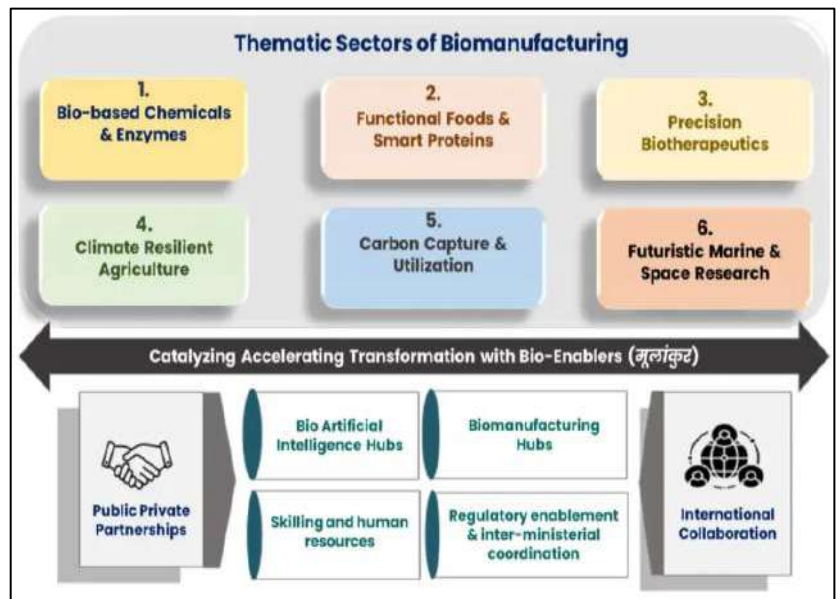 Thematic Sectors of Biomanufacturing
1.
Bio-based Chemicals
& Enzymes
2.
Functional Foods &
Smart Proteins
3.
Precision
Biotherapeutics
4.
Climate Resilient
Agriculture
5.
Carbon Capture &
Utilization
6.
Futuristic Marine &
Space Research
Catalyzing Accelerating Transformation with Bio-Enablers (मूलांकुर)
Public Private
Partnerships
Bio Artificial
Intelligence Hubs
Biomanufacturing
Hubs
Skilling and human
resources
Regulatory enablement
& inter-ministerial
coordination
International
Collaboration